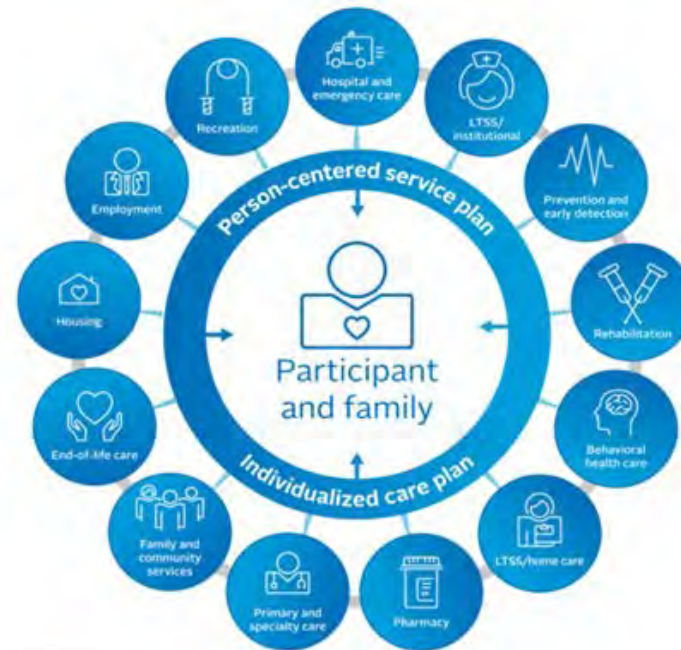 Hospital and
emergency care
LTSS/
institutional
Prevention and
early detection
Rehabilitation
Behavioral
health care
LTSS/home care
Pharmacy
Primary and
specialty care
Family and
community
services
End-of-life care
Housing
Employment
Recreation
Person-centered service plan
Participant
and family
Individualized care plan